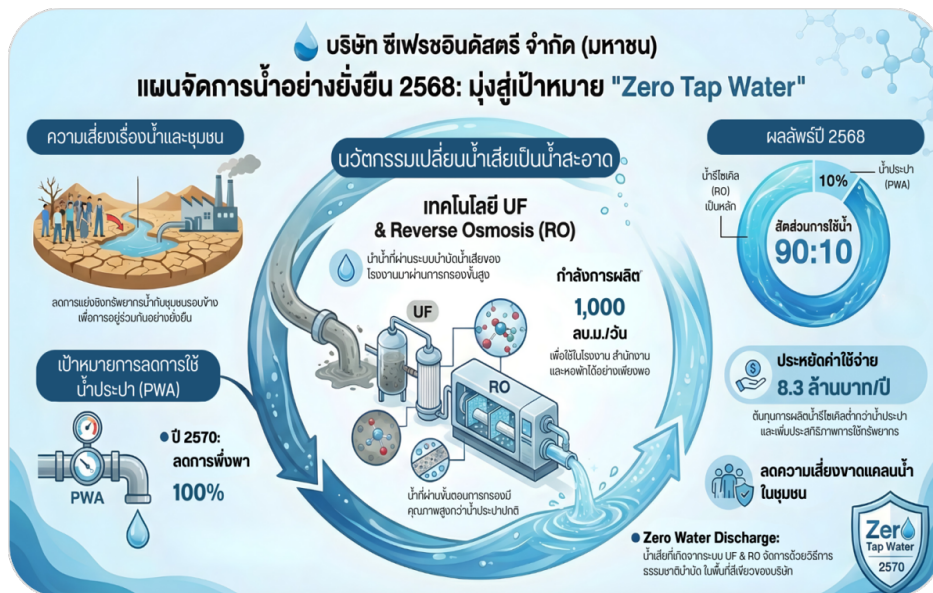 บริษัท ซีเฟรชอินดัสตรี จำกัด (มหาชน)
แผนจัดการน้ำอย่างยั่งยืน 2568: มุ่งสู่เป้าหมาย "Zero Tap Water"
ความเสี่ยงเรื่องน้ำและชุมชน
ลดการแย่งชิงทรัพยากรน้ำกับชุมชนรอบข้าง
เพื่อการอยู่ร่วมกันอย่างยั่งยืน
เป้าหมายการลดการใช้
น้ำประปา (PWA)
PWA
ปี 2570:
ลดการพึ่งพา
100%
นวัตกรรมเปลี่ยนน้ำเสียเป็นน้ำสะอาด
เทคโนโลยี UF
& Reverse Osmosis (RO)
นำน้ำที่ผ่านระบบบำบัดน้ำเสียของ
โรงงานมาผ่านการกรองขั้นสูง
UF
RO
กำลังการผลิต
1,000
ลบ.ม./วัน
เพื่อใช้ในโรงงาน สำนักงาน
และหอพักได้อย่างเพียงพอ
น้ำที่ผ่านขั้นตอนการกรองมี
คุณภาพสูงกว่าน้ำประปาปกติ
ผลลัพธ์ปี 2568
น้ำรีไซเคิล
(RO)
เป็นหลัก
10%
น้ำประปา
(PWA)
สัดส่วนการใช้น้ำ
90:10
ประหยัดค่าใช้จ่าย
8.3 ล้านบาท/ปี
ต้นทุนการผลิตน้ำรีไซเคิลต่ำกว่าน้ำประปา
และเพิ่มประสิทธิภาพการใช้ทรัพยากร
ลดความเสี่ยงขาดแคลนน้ำ
ในชุมชน
Zero Water Discharge:
น้ำเสียที่เกิดจากระบบ UF & RO จัดการด้วยวิธีการ
ธรรมชาติบำบัด ในพื้นที่สีเขียวของบริษัท
Zero
Tap Water
2570